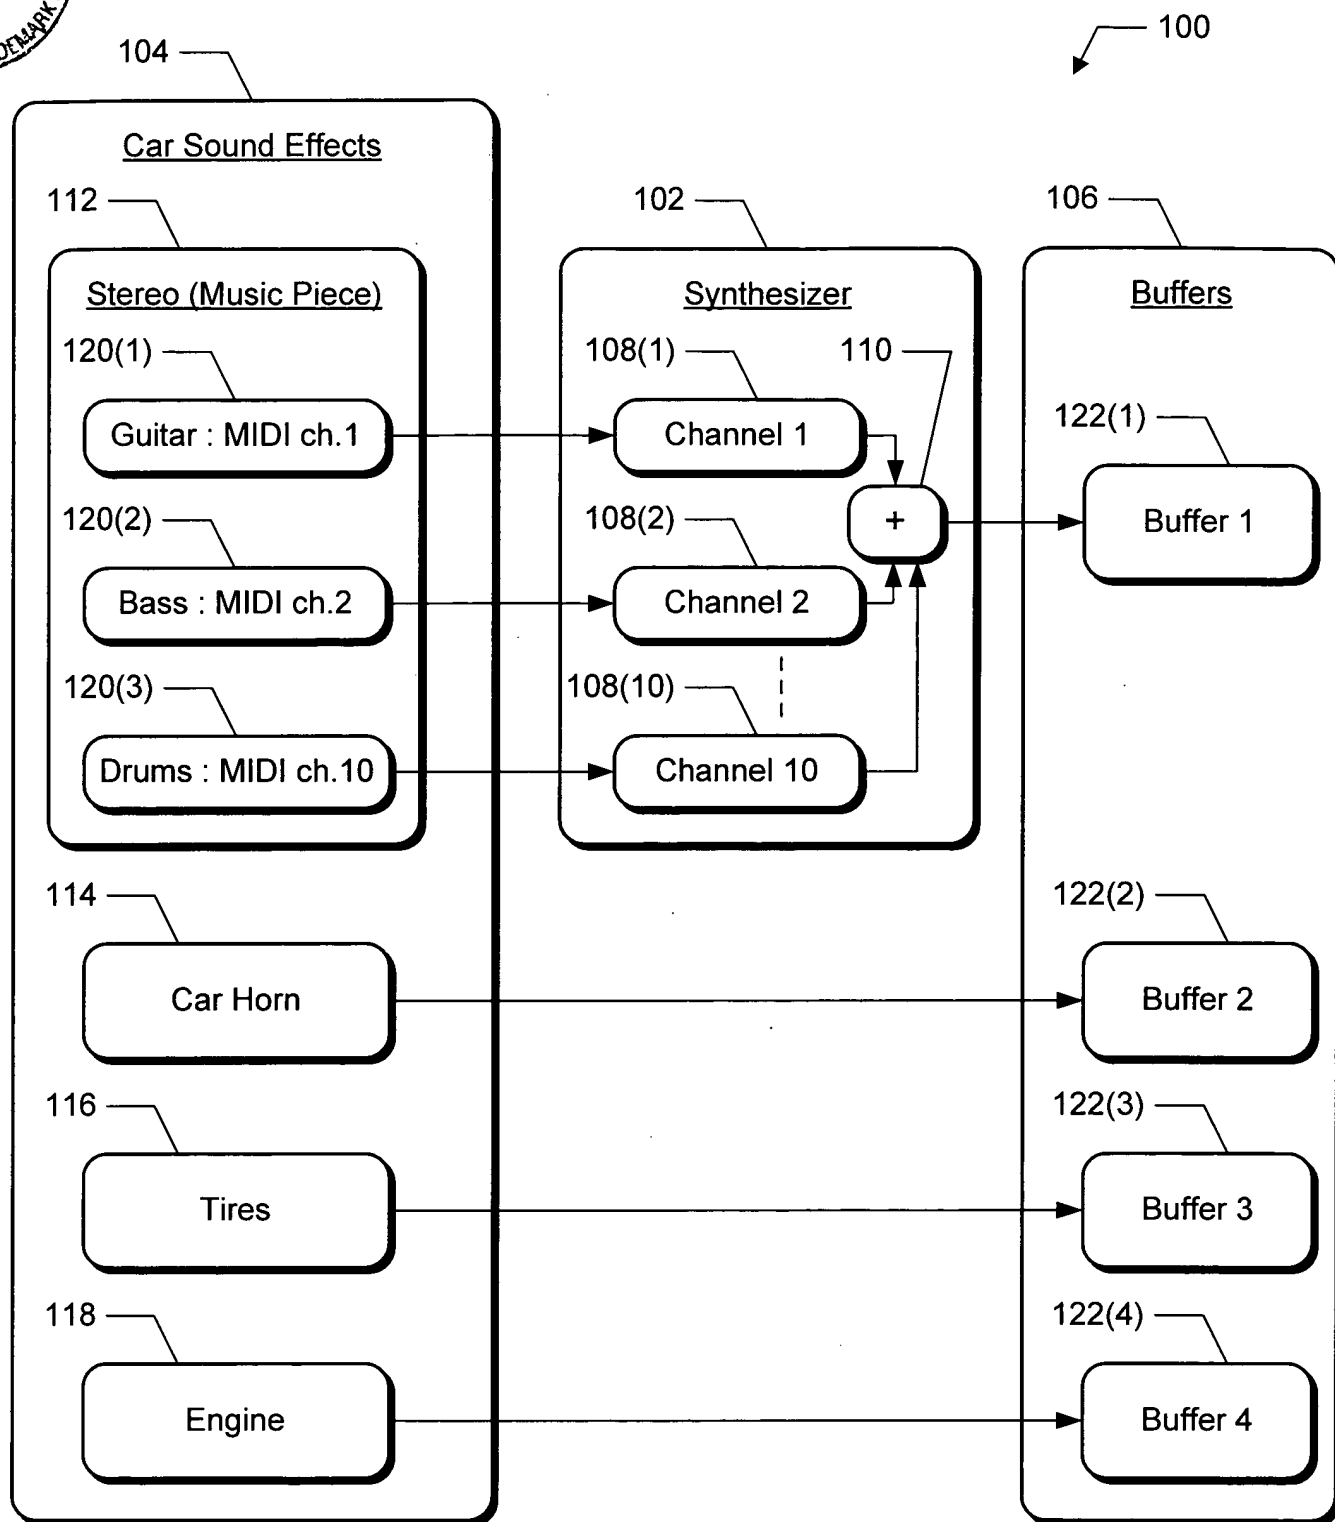 100
104
Car Sound Effects
112
102
106
Stereo (Music Piece)
Synthesizer
Buffers
120(1)
108(1)
110
Guitar : MIDI ch.1
Channel 1
122(1)
+
Buffer 1
120(2)
108(2)
Bass : MIDI ch.2
Channel 2
120(3)
108(10)
Drums : MIDI ch.10
Channel 10
114
122(2)
Car Horn
Buffer 2
116
122(3)
Tires
Buffer 3
118
122(4)
Engine
Buffer 4